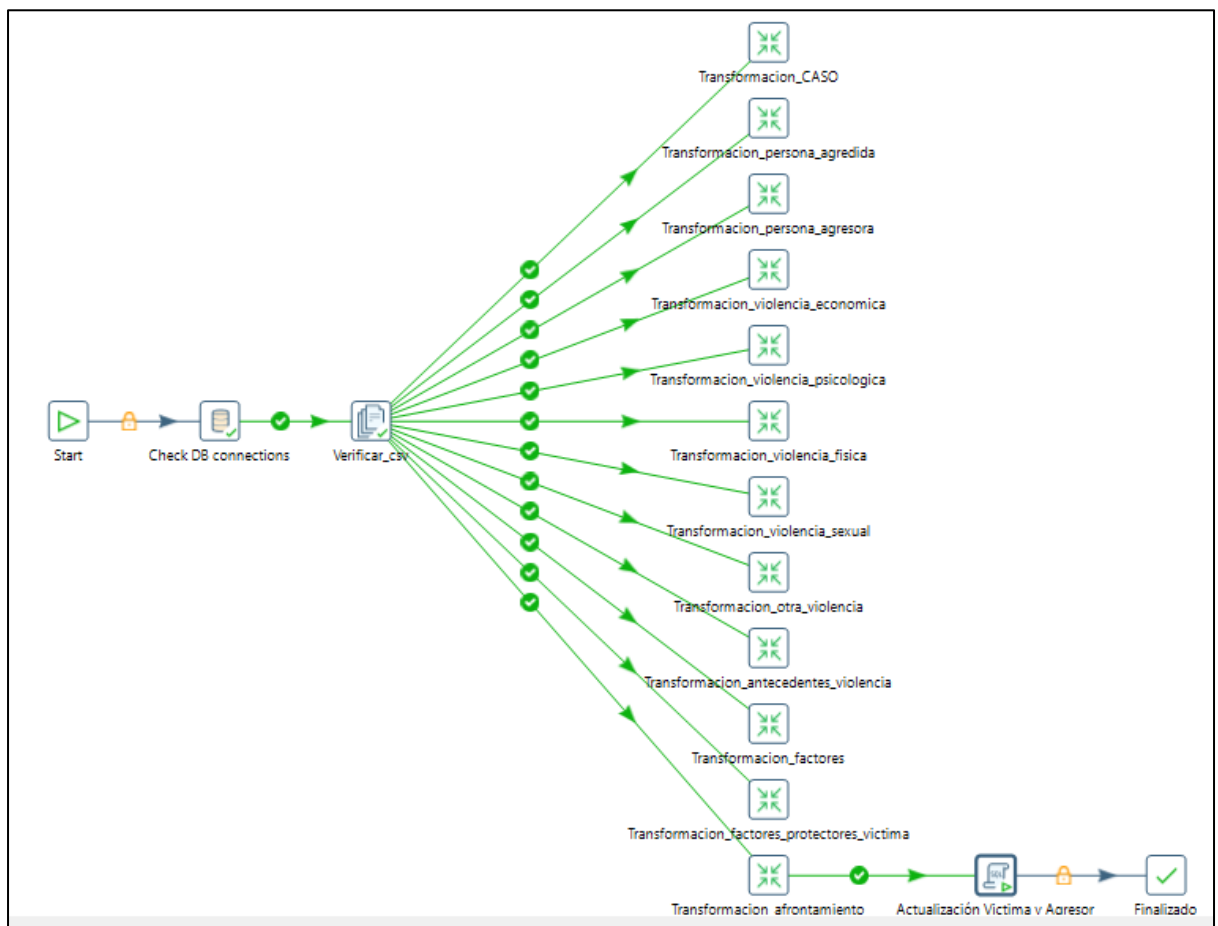 Transformacion_CASO
Transformacion_persona_agredida
Transformacion_persona_agresora
Transformacion_violencia_economica
Transformacion_violencia_psicologica
Start
Check DB connections
Verificar_csv
Transformacion_violencia_fisica
Transformacion_violencia_sexual
Transformacion_otra_violencia
Transformacion_antecedentes_violencia
Transformacion_factores
Transformacion_factores_protectores_victima
SQL
Transformacion_afrontamiento
Actualización Victima y Agresor
Finalizado